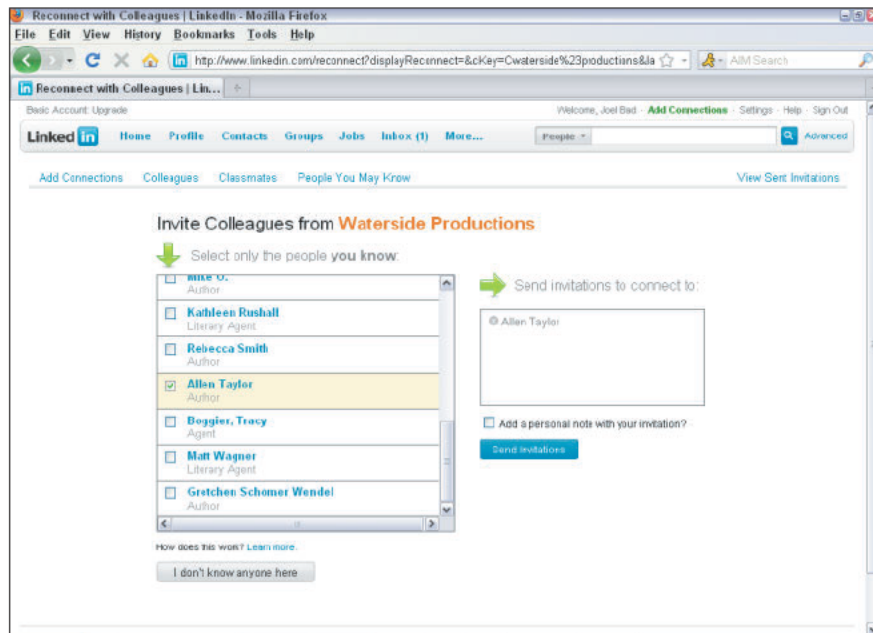 Reconnect with Colleagues | LinkedIn - Mozilla Firefox
File Edit View History Bookmarks Tools Help
http://www.linkedin.com/reconnect?displayReconnect=&cKey=Cwaterside%23productions&la
AIM Search
Reconnect with Colleagues | Lin...
Basic Account: Upgrade
Welcome, Joel Bad · Add Connections · Settings · Help · Sign Out
Linked in Home Profile Contacts Groups Jobs Inbox (1) More... People Advanced
Add Connections Colleagues Classmates People You May Know View Sent Invitations
Invite Colleagues from Waterside Productions
Select only the people you know:
Mike O.
Author
Kathleen Rushall
Literary Agent
Rebecca Smith
Author
Allen Taylor
Author
Boggier, Tracy
Agent
Matt Wagner
Literary Agent
Gretchen Schomer Wendel
Author
How does this work? Learn more.
I don't know anyone here
Send invitations to connect to:
Allen Taylor
Add a personal note with your invitation?
Send Invitations